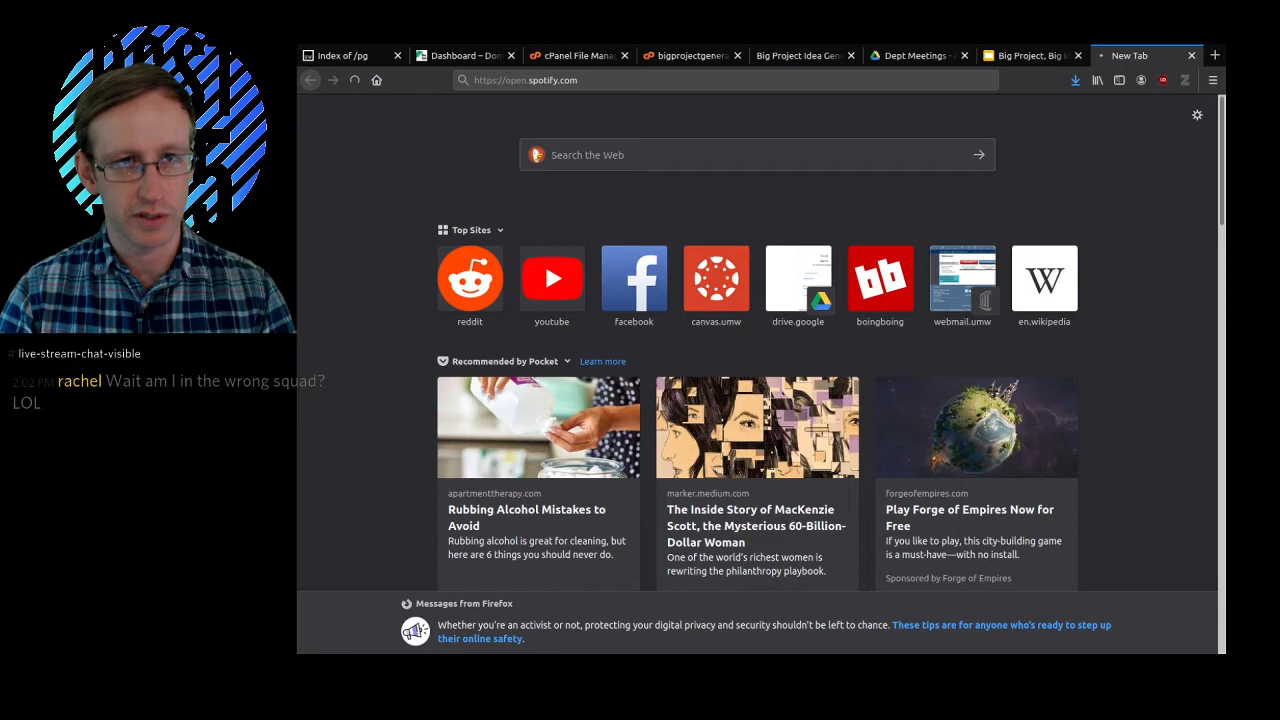 Index of /pg
Dashboard – Dom
cPanel File Mana
bigprojectgenera
Big Project Idea Gen
Dept Meetings - A
Big Project, Big I
New Tab
https://open.spotify.com
Search the Web
Top Sites
reddit
youtube
facebook
canvas.umw
drive.google
boingboing
webmail.umw
en.wikipedia
# live-stream-chat-visible
2:02 PM rachel Wait am I in the wrong squad?
LOL
Recommended by Pocket
Learn more
apartmenttherapy.com
Rubbing Alcohol Mistakes to
Avoid
Rubbing alcohol is great for cleaning, but
here are 6 things you should never do.
marker.medium.com
The Inside Story of MacKenzie
Scott, the Mysterious 60-Billion-
Dollar Woman
One of the world's richest women is
rewriting the philanthropy playbook.
forgeofempires.com
Play Forge of Empires Now for
Free
If you like to play, this city-building game
is a must-have—with no install.
Sponsored by Forge of Empires
Messages from Firefox
Whether you're an activist or not, protecting your digital privacy and security shouldn't be left to chance. These tips are for anyone who's ready to step up
their online safety.